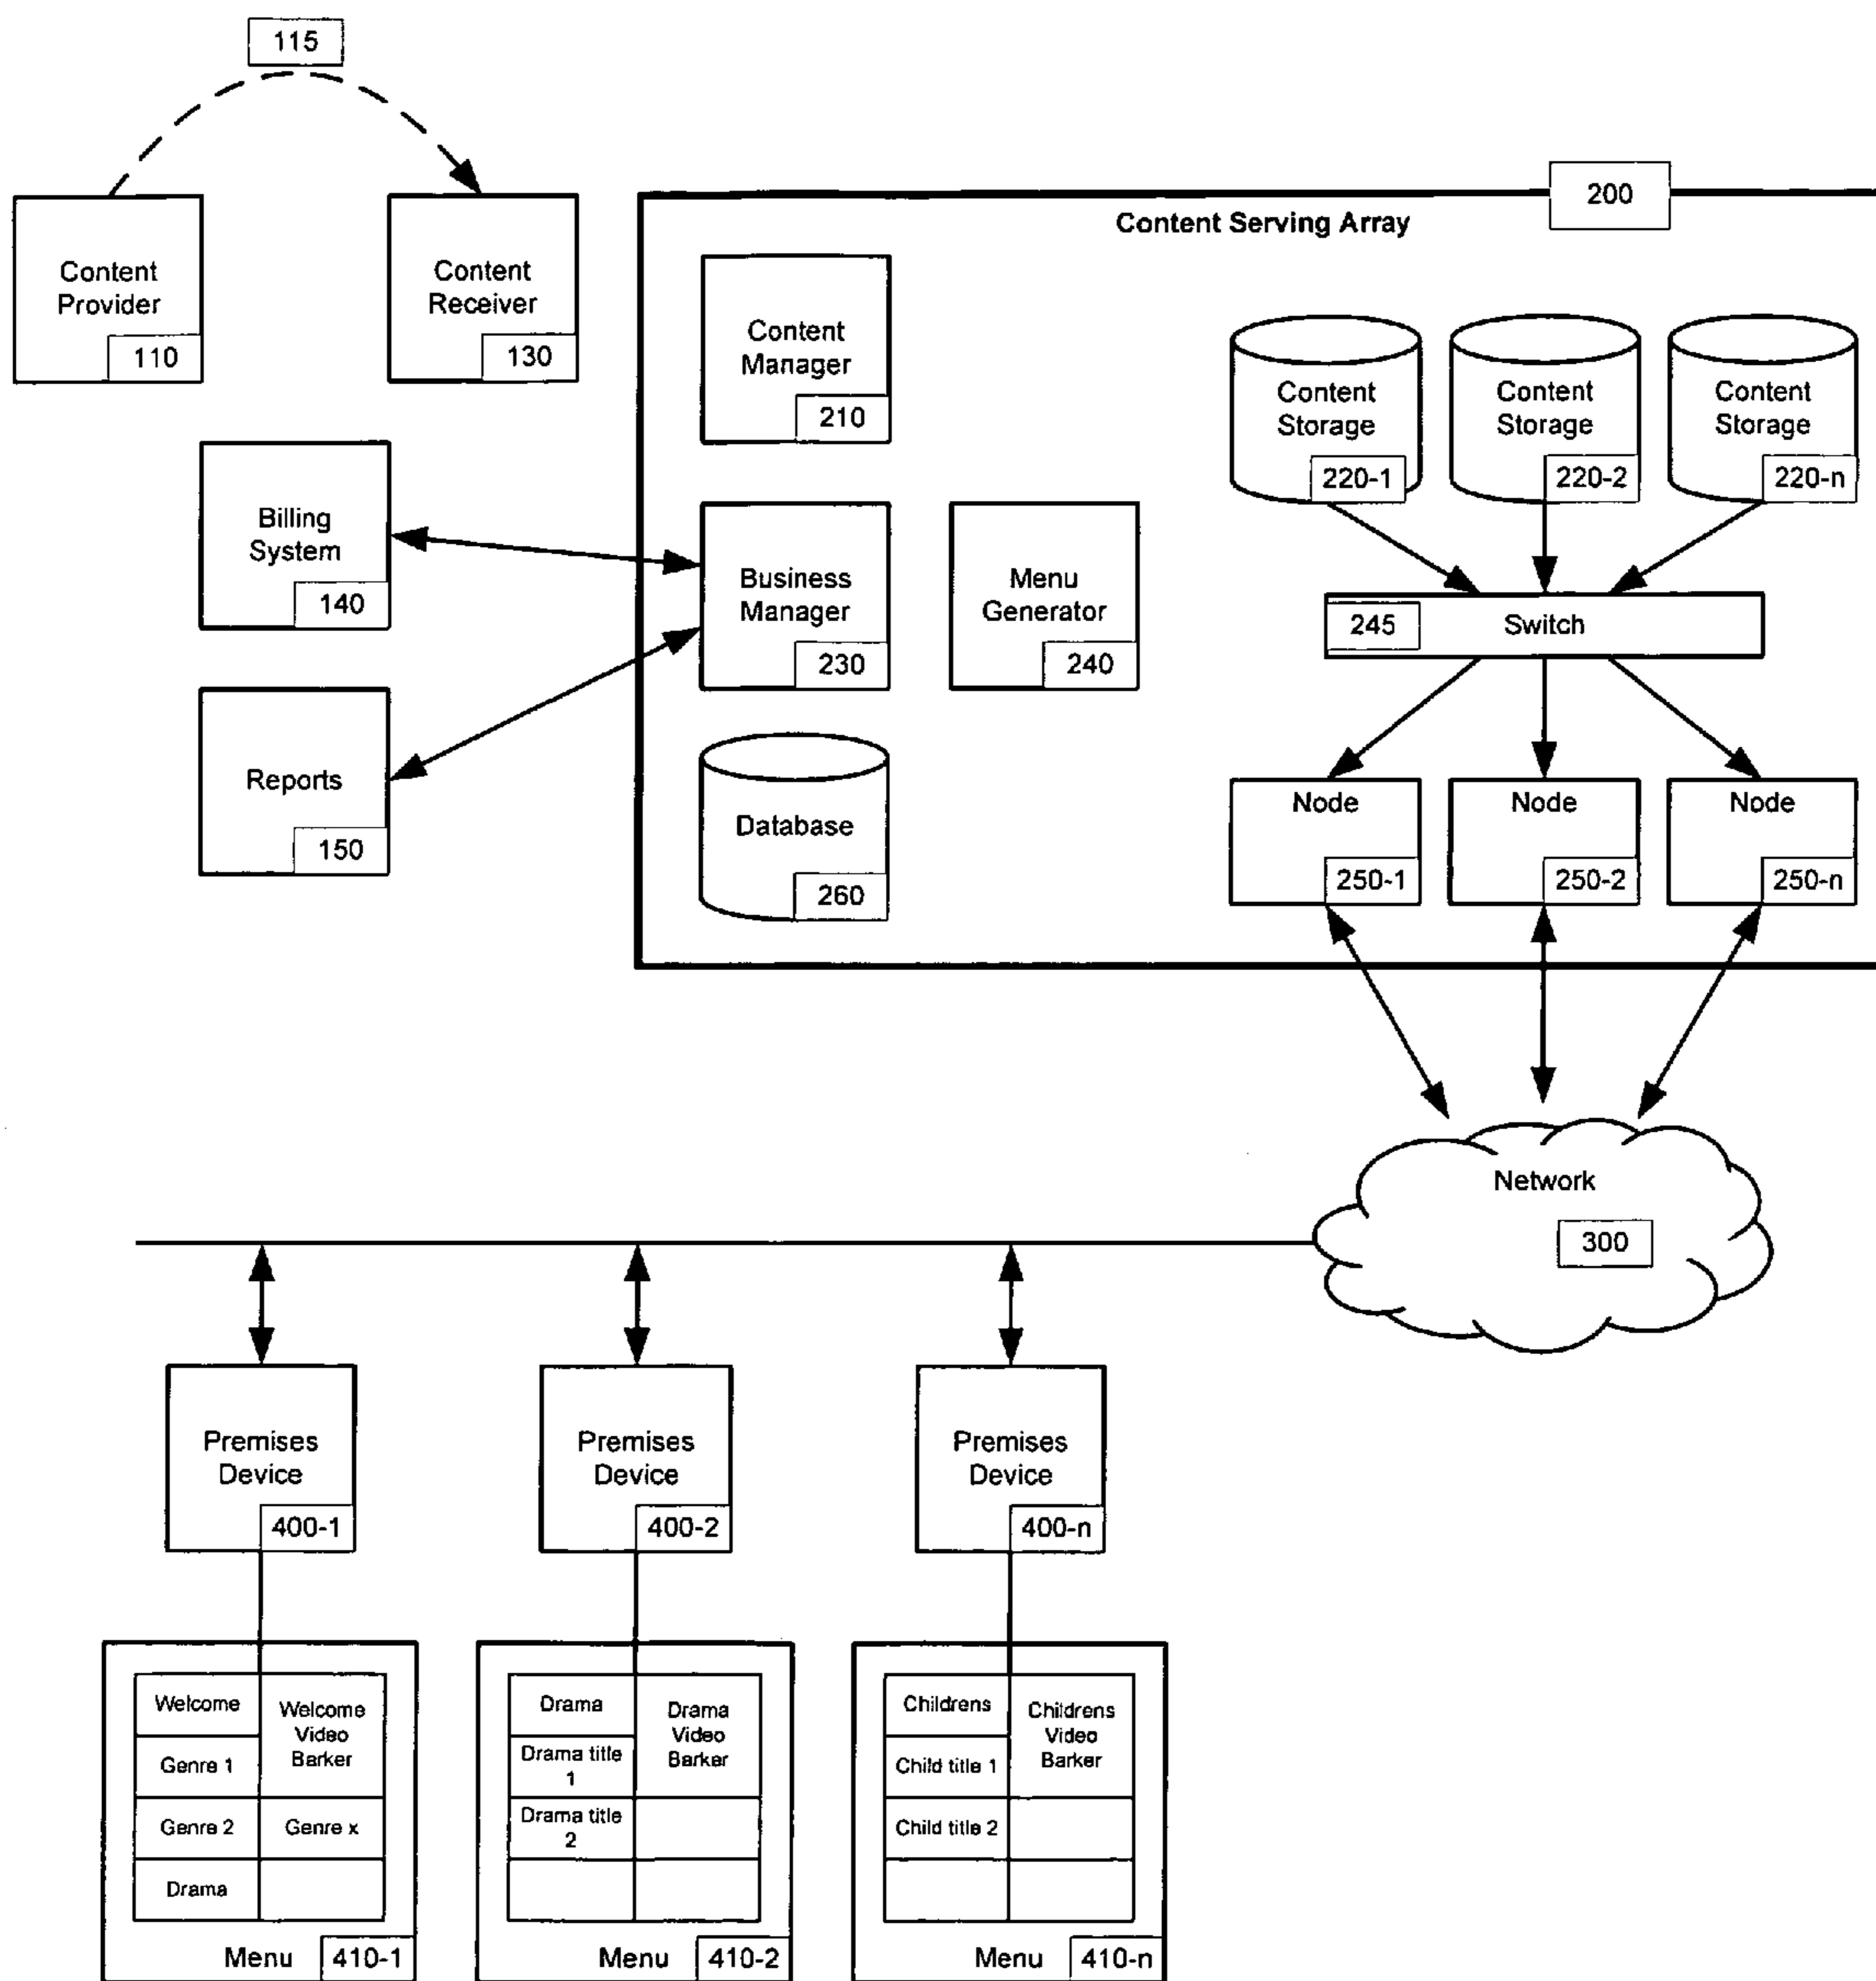 115
Content
Provider
110
Content
Receiver
130
200
Content Serving Array
Content
Manager
210
Content
Storage
220-1
Content
Storage
220-2
Content
Storage
220-n
Billing
System
140
Business
Manager
230
Menu
Generator
240
245
Switch
Reports
150
Database
260
Node
250-1
Node
250-2
Node
250-n
Network
300
Premises
Device
400-1
Premises
Device
400-2
Premises
Device
400-n
Welcome
Welcome
Video
Barker
Genre 1
Genre 2
Genre x
Drama
Menu
410-1
Drama
Drama
Video
Barker
Drama title
1
Drama title
2
Menu
410-2
Childrens
Childrens
Video
Barker
Child title 1
Child title 2
Menu
410-n